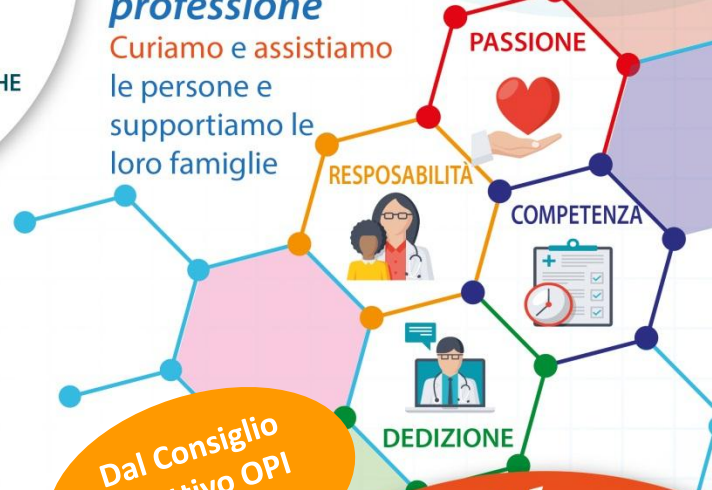 professione
Curiamo e assistiamo
le persone e
supportiamo le
loro famiglie
HE
PASSIONE
RESPOSABILITÀ
COMPETENZA
DEDIZIONE
Dal Consiglio
OPI